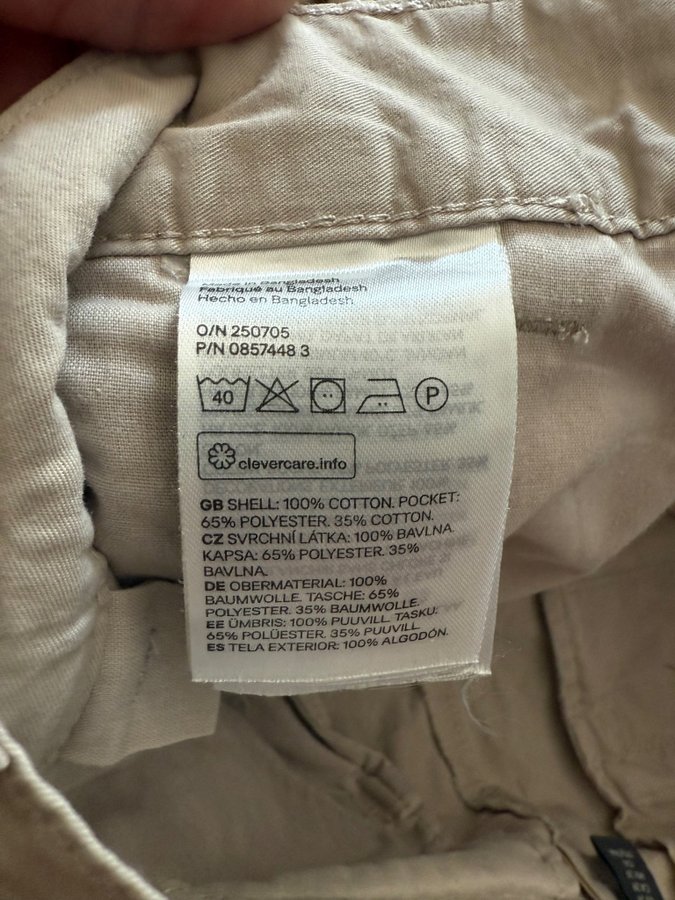 Made in Bangladesh
Fabriqué au Bangladesh
Hecho en Bangladesh
O/N 250705
P/N 0857448 3
40 P
clevercare.info
GB SHELL: 100% COTTON. POCKET:
65% POLYESTER. 35% COTTON.
CZ SVRCHNÍ LÁTKA: 100% BAVLNA.
KAPSA: 65% POLYESTER. 35%
BAVLNA.
DE OBERMATERIAL: 100%
BAUMWOLLE. TASCHE: 65%
POLYESTER. 35% BAUMWOLLE.
EE ÜMBRIS: 100% PUUVILL. TASKU:
65% POLÜESTER. 35% PUUVILL.
ES TELA EXTERIOR: 100% ALGODÓN.